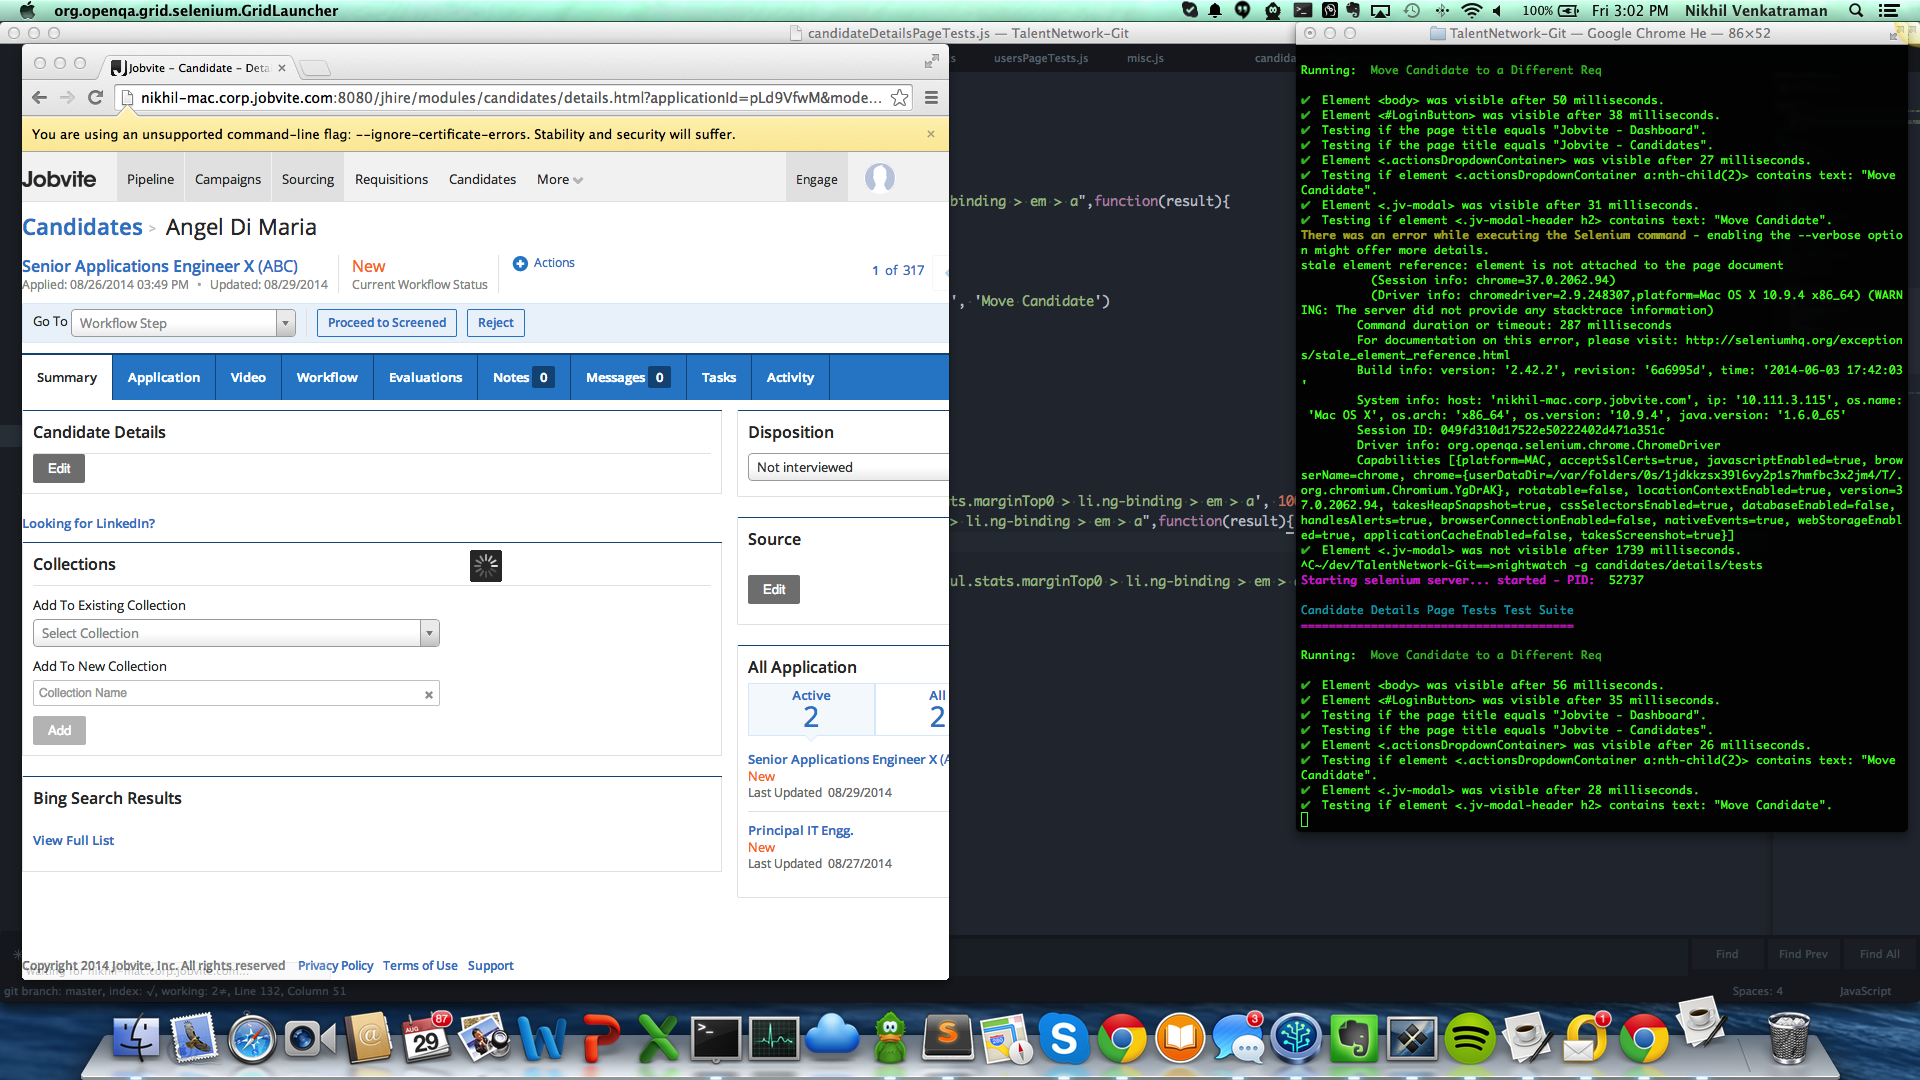 org.openqa.grid.selenium.GridLauncher
100%
Fri 3:02 PM
Nikhil Venkatraman
candidateDetailsPageTests.js — TalentNetwork-Git
usersPageTests.js
misc.js
candida
Jobvite – Candidate – Deta
nikhil-mac.corp.jobvite.com:8080/jhire/modules/candidates/details.html?applicationId=pLd9VfwM&mode...
You are using an unsupported command-line flag: --ignore-certificate-errors. Stability and security will suffer.
Jobvite
Pipeline
Campaigns
Sourcing
Requisitions
Candidates
More
Engage
Candidates > Angel Di Maria
Senior Applications Engineer X (ABC)
Applied: 08/26/2014 03:49 PM • Updated: 08/29/2014
New
Current Workflow Status
Actions
1 of 317
Go To
Workflow Step
Proceed to Screened
Reject
Summary
Application
Video
Workflow
Evaluations
Notes 0
Messages 0
Tasks
Activity
Candidate Details
Edit
Looking for LinkedIn?
Collections
Add To Existing Collection
Select Collection
Add To New Collection
Collection Name
Add
Bing Search Results
View Full List
Disposition
Not interviewed
Source
Edit
All Application
Active
2
All
2
Senior Applications Engineer X (A
New
Last Updated 08/29/2014
Principal IT Engg.
New
Last Updated 08/27/2014
Copyright 2014 Jobvite, Inc. All rights reserved
Privacy Policy
Terms of Use
Support
binding > em > a",function(result){
', 'Move Candidate')
ts.marginTop0 > li.ng-binding > em > a', 100
> li.ng-binding > em > a",function(result){
ul.stats.marginTop0 > li.ng-binding > em >
git branch: master, index: √, working: 2≠, Line 132, Column 51
Find
Find Prev
Find All
Spaces: 4
JavaScript
TalentNetwork-Git — Google Chrome He — 86×52
Running: Move Candidate to a Different Req
✔ Element <body> was visible after 50 milliseconds.
✔ Element <#LoginButton> was visible after 38 milliseconds.
✔ Testing if the page title equals "Jobvite - Dashboard".
✔ Testing if the page title equals "Jobvite - Candidates".
✔ Element <.actionsDropdownContainer> was visible after 27 milliseconds.
✔ Testing if element <.actionsDropdownContainer a:nth-child(2)> contains text: "Move
Candidate".
✔ Element <.jv-modal> was visible after 31 milliseconds.
✔ Testing if element <.jv-modal-header h2> contains text: "Move Candidate".
There was an error while executing the Selenium command - enabling the --verbose optio
n might offer more details.
stale element reference: element is not attached to the page document
(Session info: chrome=37.0.2062.94)
(Driver info: chromedriver=2.9.248307,platform=Mac OS X 10.9.4 x86_64) (WARN
ING: The server did not provide any stacktrace information)
Command duration or timeout: 287 milliseconds
For documentation on this error, please visit: http://seleniumhq.org/exception
s/stale_element_reference.html
Build info: version: '2.42.2', revision: '6a6995d', time: '2014-06-03 17:42:03
'
System info: host: 'nikhil-mac.corp.jobvite.com', ip: '10.111.3.115', os.name:
'Mac OS X', os.arch: 'x86_64', os.version: '10.9.4', java.version: '1.6.0_65'
Session ID: 049fd310d17522e50222402d471a351c
Driver info: org.openqa.selenium.chrome.ChromeDriver
Capabilities [{platform=MAC, acceptSslCerts=true, javascriptEnabled=true, brow
serName=chrome, chrome={userDataDir=/var/folders/0s/1jdkkzsx39l6vy2p1s7hmfbc3x2jm4/T/.
org.chromium.Chromium.YgDrAK}, rotatable=false, locationContextEnabled=true, version=3
7.0.2062.94, takesHeapSnapshot=true, cssSelectorsEnabled=true, databaseEnabled=false,
handlesAlerts=true, browserConnectionEnabled=false, nativeEvents=true, webStorageEnabl
ed=true, applicationCacheEnabled=false, takesScreenshot=true}]
✔ Element <.jv-modal> was not visible after 1739 milliseconds.
^C~/dev/TalentNetwork-Git==>nightwatch -g candidates/details/tests
Starting selenium server... started - PID: 52737
Candidate Details Page Tests Test Suite
=======================================
Running: Move Candidate to a Different Req
✔ Element <body> was visible after 56 milliseconds.
✔ Element <#LoginButton> was visible after 35 milliseconds.
✔ Testing if the page title equals "Jobvite - Dashboard".
✔ Testing if the page title equals "Jobvite - Candidates".
✔ Element <.actionsDropdownContainer> was visible after 26 milliseconds.
✔ Testing if element <.actionsDropdownContainer a:nth-child(2)> contains text: "Move
Candidate".
✔ Element <.jv-modal> was visible after 28 milliseconds.
✔ Testing if element <.jv-modal-header h2> contains text: "Move Candidate".
AUG
29
87
3
1